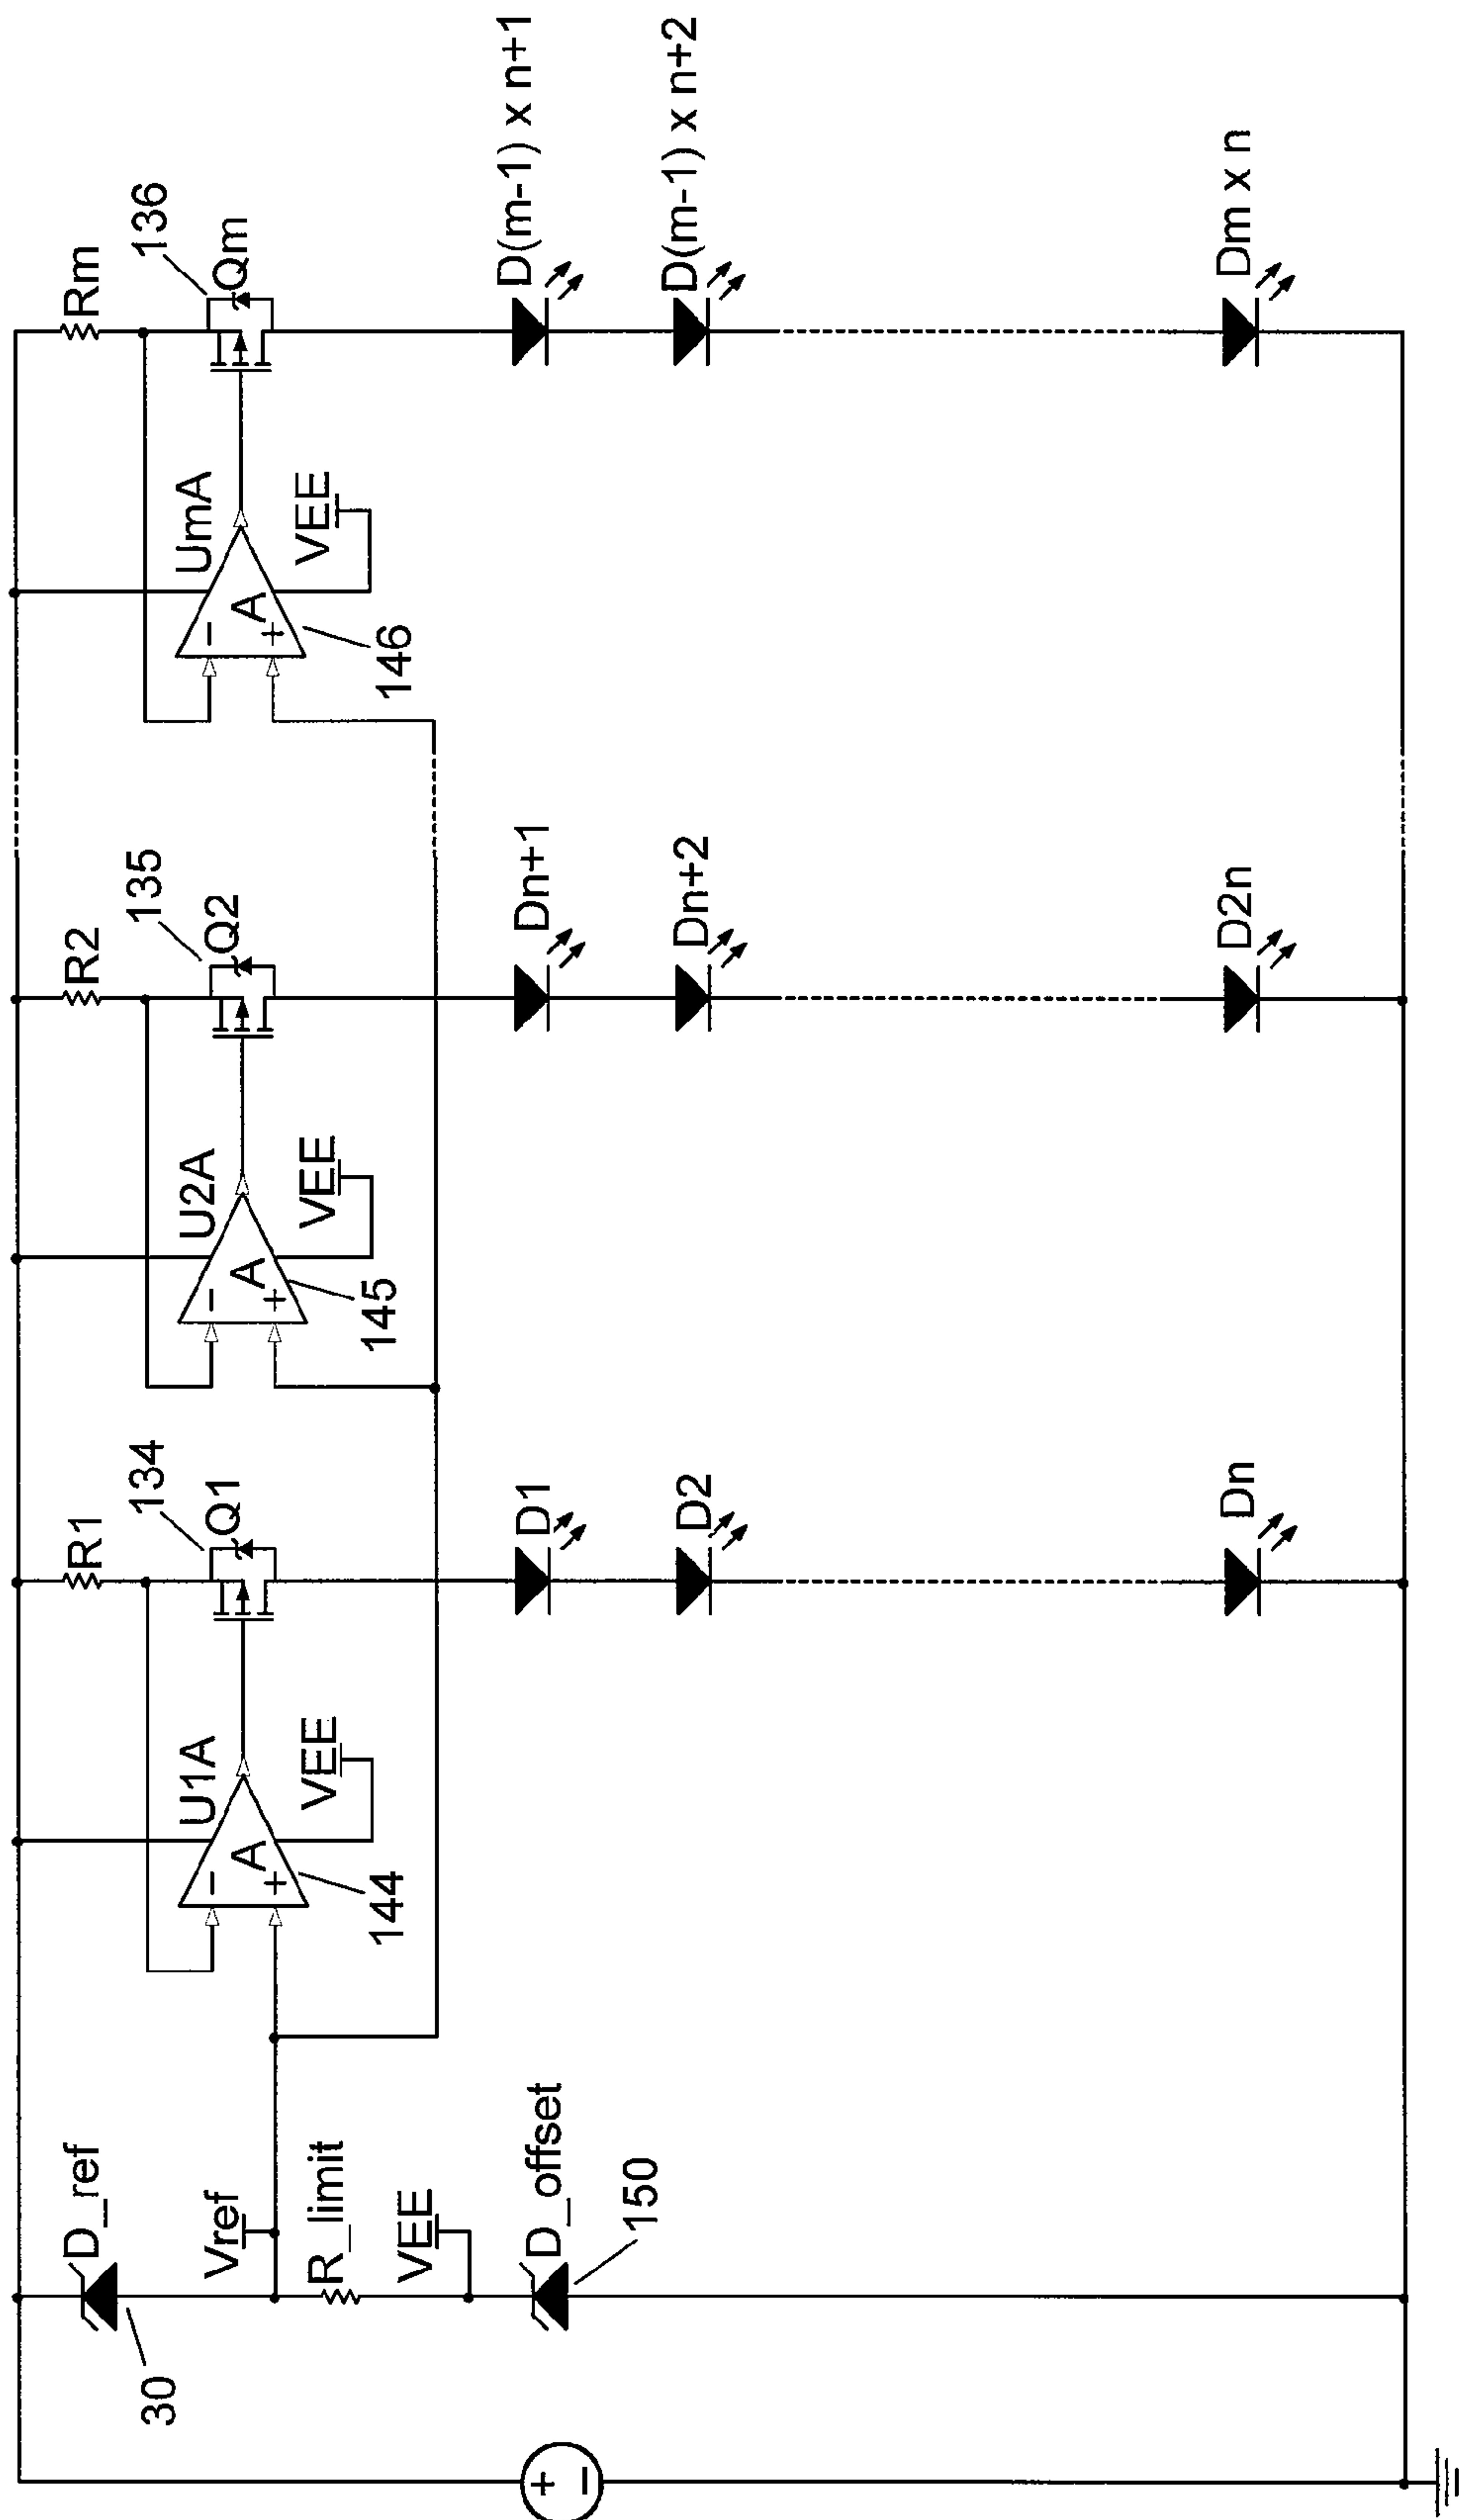 30
D_ref
Vref
R_limit
VEE
D_offset
150
+
−
U1A
−
A
+
VEE
144
R1
134
Q1
D1
D2
Dn
U2A
−
A
+
VEE
145
R2
135
Q2
Dn+1
Dn+2
D2n
UmA
−
A
+
VEE
146
Rm
136
Qm
D(m-1) x n+1
D(m-1) x n+2
Dm x n